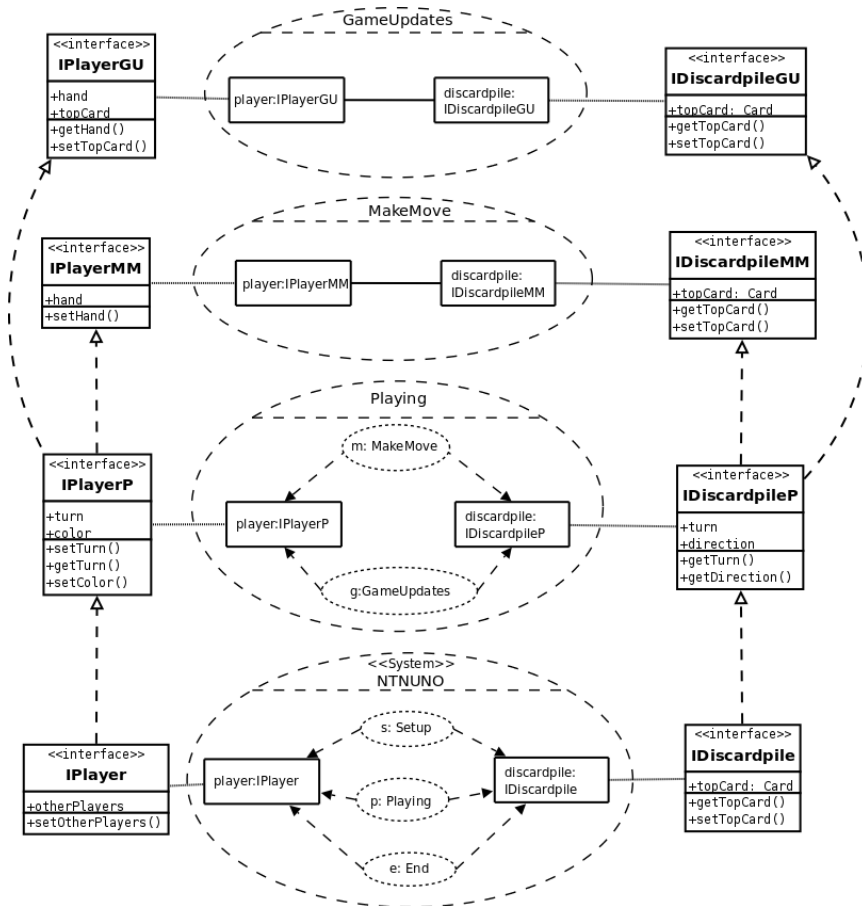 GameUpdates
<<interface>>
IPlayerGU
+hand
+topCard
+getHand()
+setTopCard()
player:IPlayerGU
discardpile:
IDiscardpileGU
<<interface>>
IDiscardpileGU
+topCard: Card
+getTopCard()
+setTopCard()
MakeMove
<<interface>>
IPlayerMM
+hand
+setHand()
player:IPlayerMM
discardpile:
IDiscardpileMM
<<interface>>
IDiscardpileMM
+topCard: Card
+getTopCard()
+setTopCard()
Playing
m: MakeMove
<<interface>>
IPlayerP
+turn
+color
+setTurn()
+getTurn()
+setColor()
player:IPlayerP
discardpile:
IDiscardpileP
g:GameUpdates
<<interface>>
IDiscardpileP
+turn
+direction
+getTurn()
+getDirection()
<<System>>
NTNUNO
s: Setup
<<interface>>
IPlayer
+otherPlayers
+setOtherPlayers()
player:IPlayer
p: Playing
discardpile:
IDiscardpile
e: End
<<interface>>
IDiscardpile
+topCard: Card
+getTopCard()
+setTopCard()